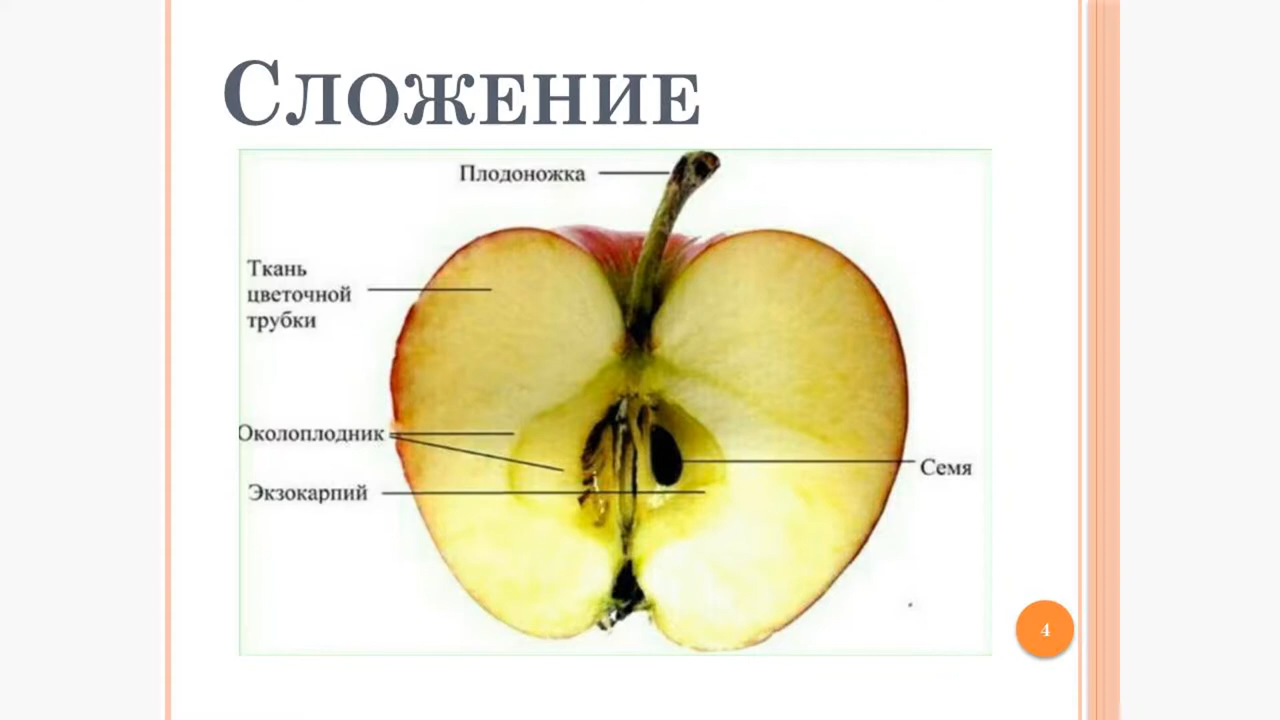 Сложение
Плодоножка
Ткань
цветочной
трубки
Околоплодник
Экзокарпий
Семя
4